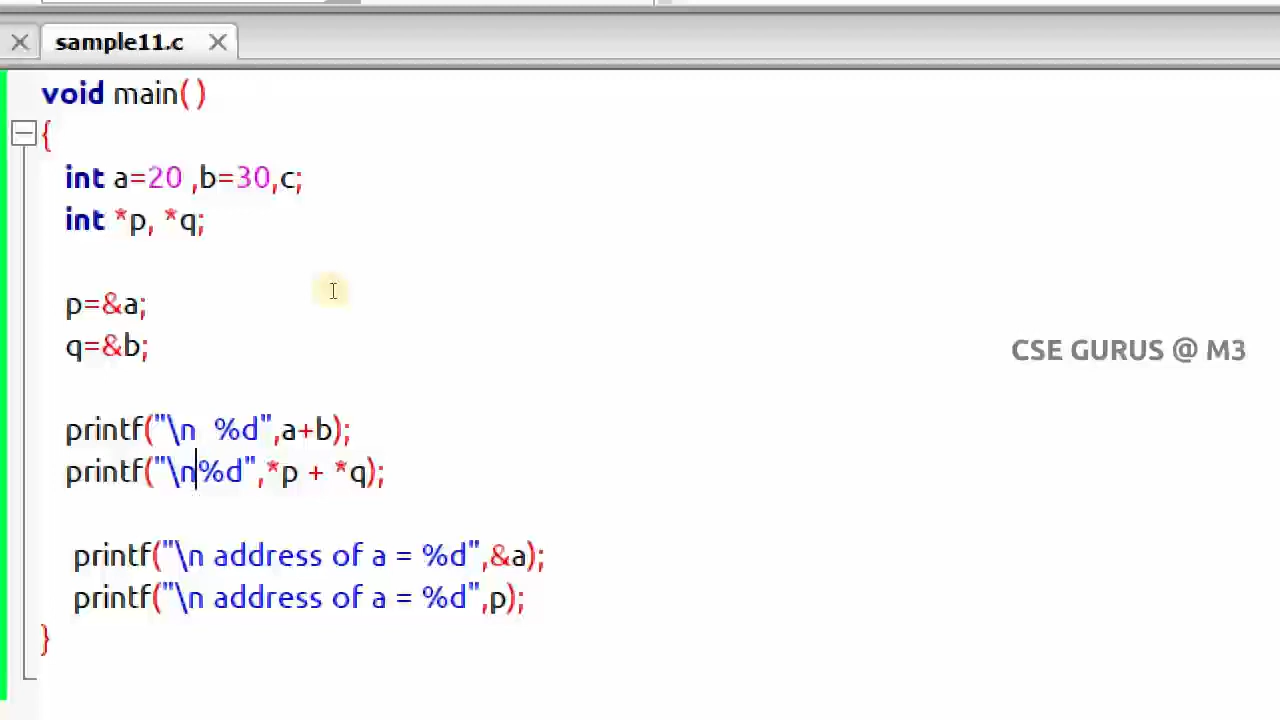 sample11.c
void main( )
{
int a=20 ,b=30,c;
int *p, *q;
p=&a;
q=&b;
CSE GURUS @ M3
printf("\n  %d",a+b);
printf("\n%d",*p + *q);
printf("\n address of a = %d",&a);
printf("\n address of a = %d",p);
}